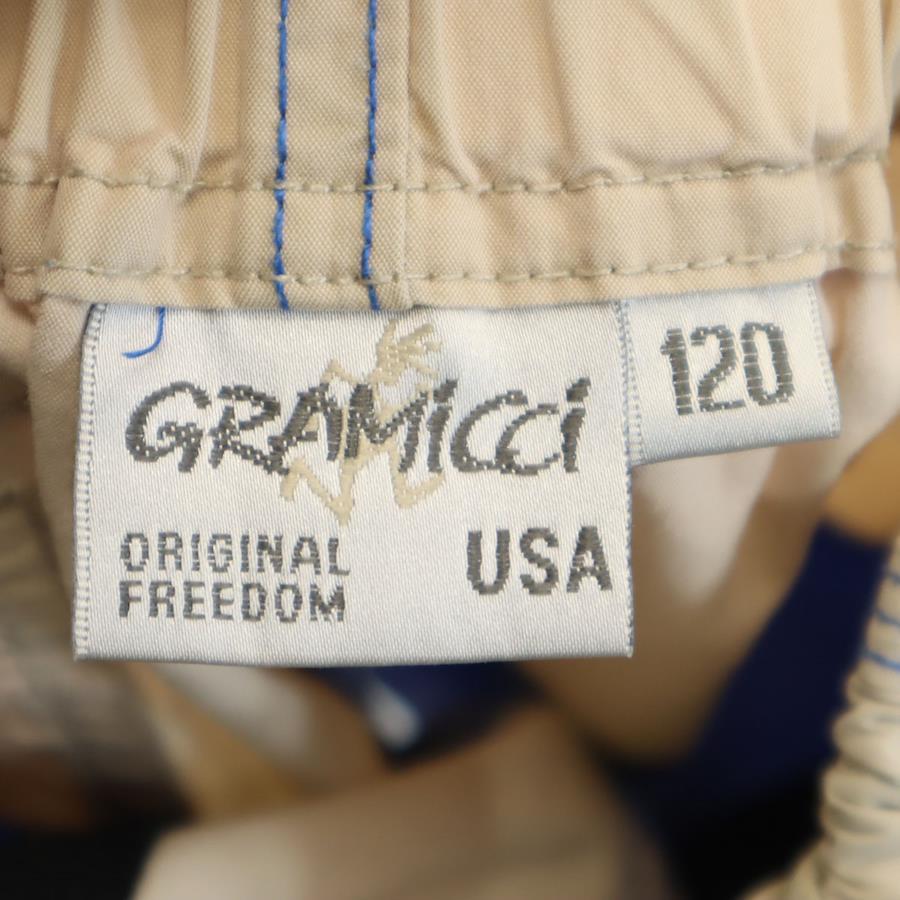 GRAMiCCi
120
ORIGINAL
FREEDOM
USA